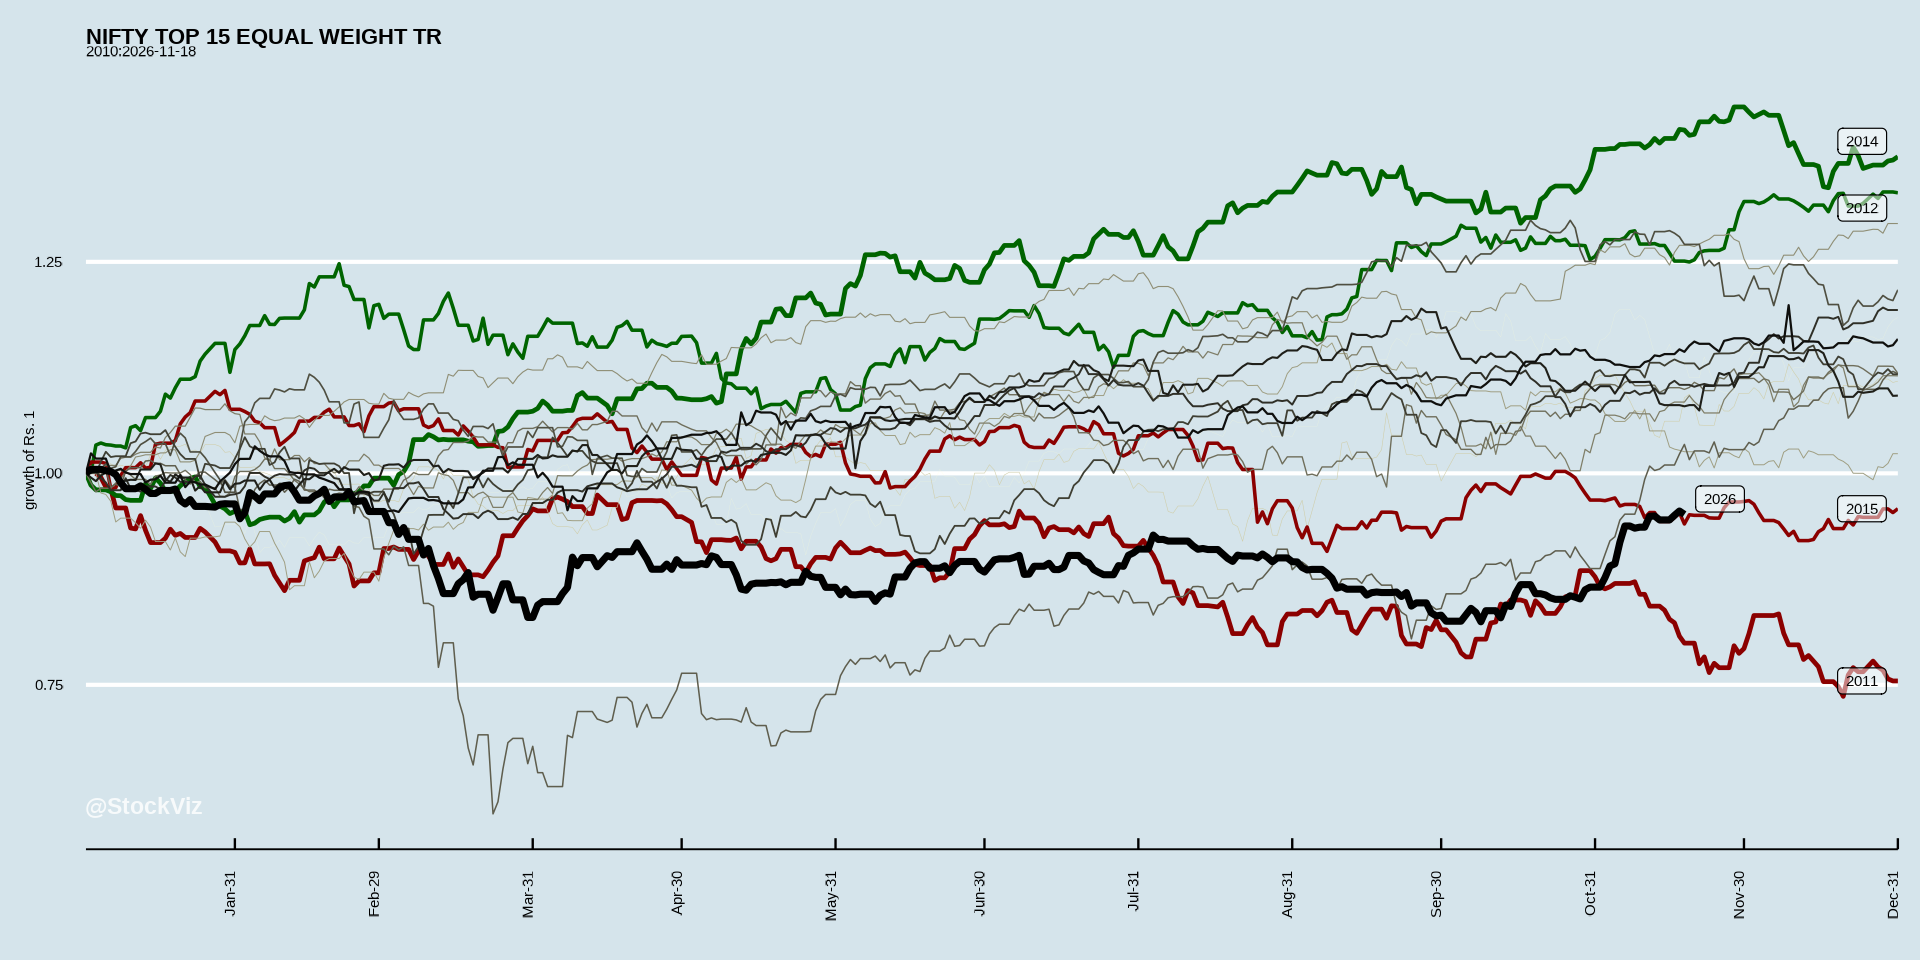 NIFTY TOP 15 EQUAL WEIGHT TR
2010:2026-11-18
growth of Rs. 1
1.25
1.00
0.75
2014
2012
2026
2015
2011
@StockViz
Jan-31
Feb-29
Mar-31
Apr-30
May-31
Jun-30
Jul-31
Aug-31
Sep-30
Oct-31
Nov-30
Dec-31